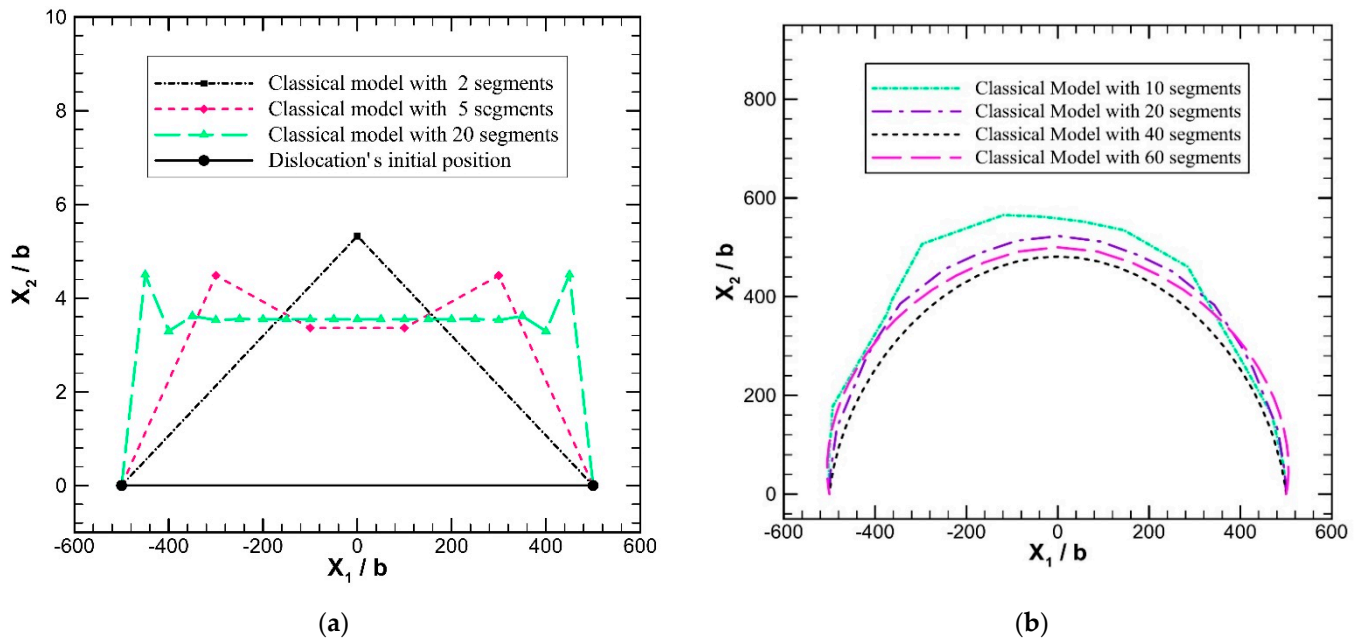 Classical model with 2 segments
Classical model with 5 segments
Classical model with 20 segments
Dislocation's initial position
X2 / b
10
8
6
4
2
0
-600 -400 -200 0 200 400 600
X1 / b
(a)
Classical Model with 10 segments
Classical Model with 20 segments
Classical Model with 40 segments
Classical Model with 60 segments
X2 / b
800
600
400
200
0
-600 -400 -200 0 200 400 600
X1 / b
(b)